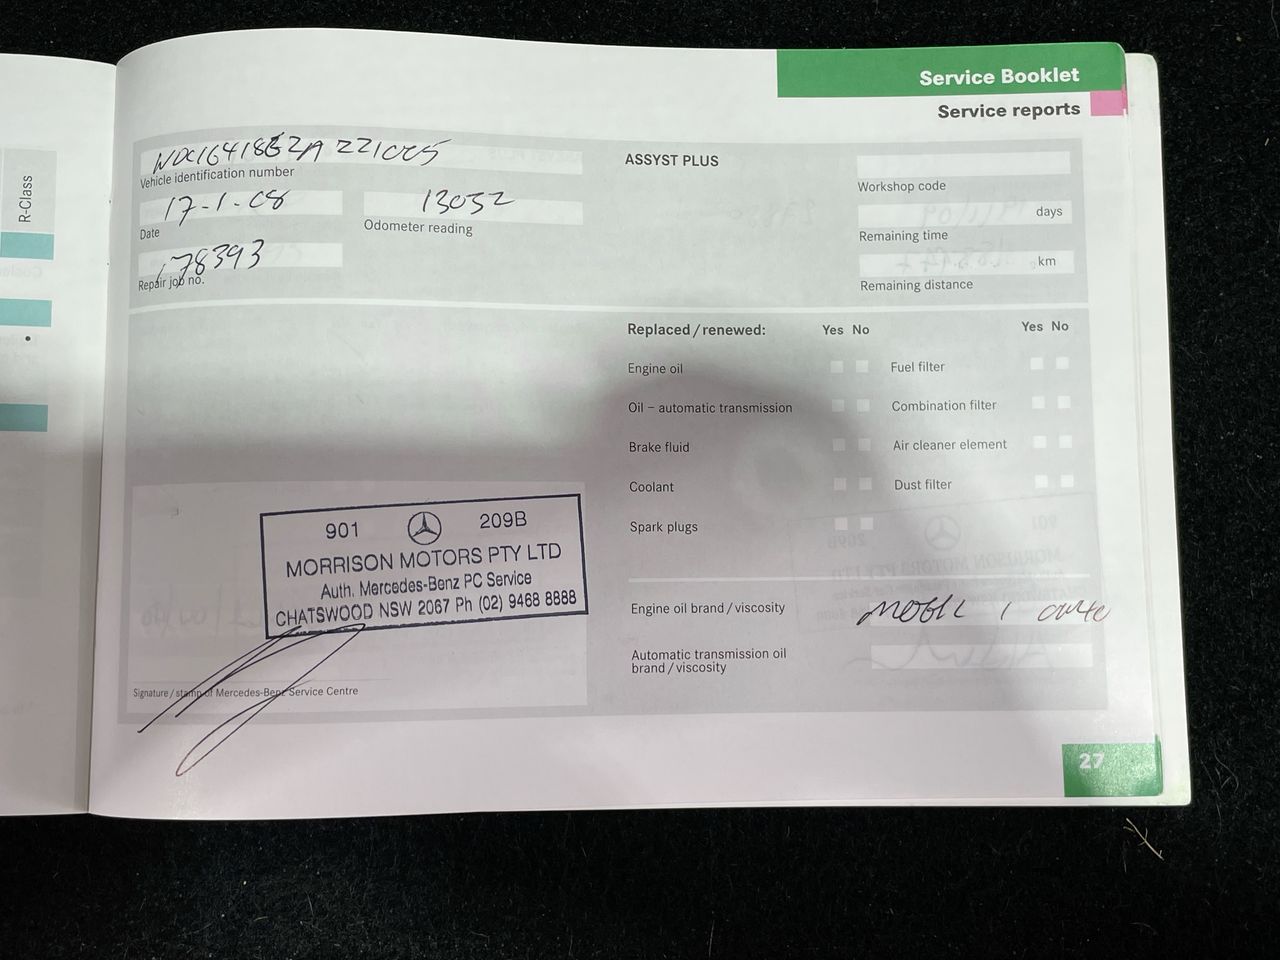 Service Booklet
Service reports
R-Class
Vehicle identification number
17-1-08
Date
13032
Odometer reading
178393
Repair job no.
ASSYST PLUS
Workshop code
days
Remaining time
km
Remaining distance
Replaced / renewed:
Yes No
Yes No
Engine oil
Fuel filter
Oil – automatic transmission
Combination filter
Brake fluid
Air cleaner element
Coolant
Dust filter
Spark plugs
901 209B
MORRISON MOTORS PTY LTD
Auth. Mercedes-Benz PC Service
CHATSWOOD NSW 2067 Ph (02) 9468 8888
Signature / stamp of Mercedes-Benz Service Centre
Engine oil brand / viscosity
1
Automatic transmission oil
brand / viscosity
27